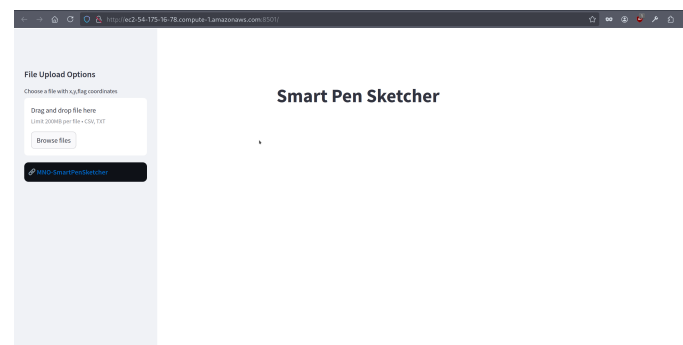 http://ec2-54-175-16-78.compute-1.amazonaws.com:8501/
File Upload Options
Choose a file with x,y,flag coordinates
Drag and drop file here
Limit 200MB per file • CSV, TXT
Browse files
MNG-SmartPenSketcher
Smart Pen Sketcher